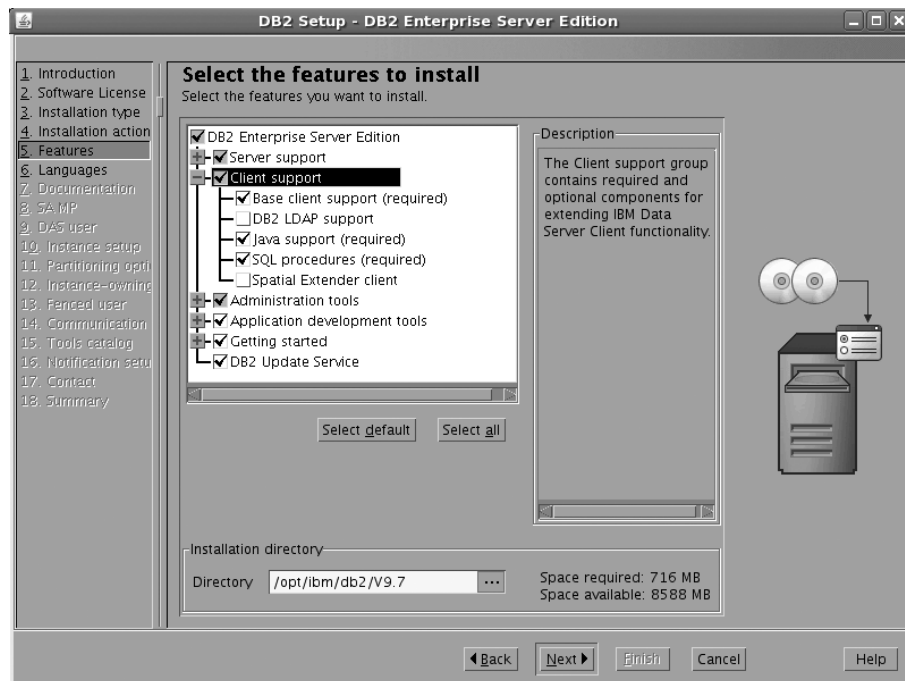 DB2 Setup - DB2 Enterprise Server Edition
1. Introduction
2. Software License
3. Installation type
4. Installation action
5. Features
6. Languages
7. Documentation
8. SA MP
9. DAS user
10. Instance setup
11. Partitioning opti
12. Instance-owning
13. Fenced user
14. Communication
15. Tools catalog
16. Notification setu
17. Contact
18. Summary
Select the features to install
Select the features you want to install.
DB2 Enterprise Server Edition
Server support
Client support
Base client support (required)
DB2 LDAP support
Java support (required)
SQL procedures (required)
Spatial Extender client
Administration tools
Application development tools
Getting started
DB2 Update Service
Select default
Select all
Description
The Client support group
contains required and
optional components for
extending IBM Data
Server Client functionality.
Installation directory
Directory /opt/ibm/db2/V9.7 ...
Space required: 716 MB
Space available: 8588 MB
Back
Next
Finish
Cancel
Help